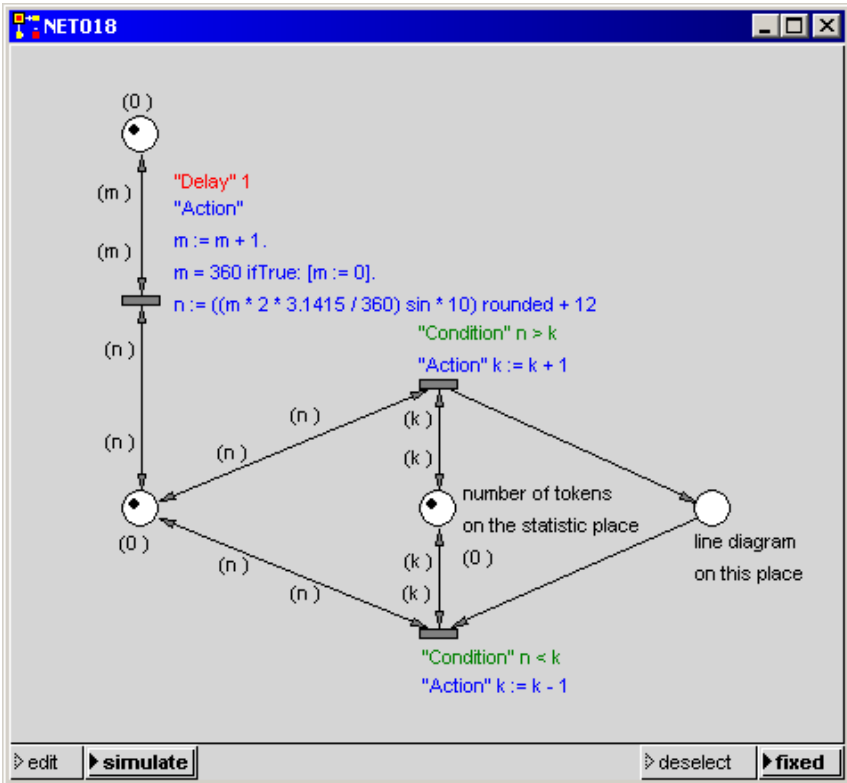 NET018
(0 )
(m )
"Delay" 1
"Action"
m := m + 1.
(m )
m = 360 ifTrue: [m := 0].
n := ((m * 2 * 3.1415 / 360) sin * 10) rounded + 12
(n )
"Condition" n > k
"Action" k := k + 1
(n )
(k )
(n )
(n )
(k )
number of tokens
on the statistic place
(0 )
(0 )
line diagram
on this place
(n )
(k )
(n )
(k )
"Condition" n < k
"Action" k := k - 1
edit
simulate
deselect
fixed